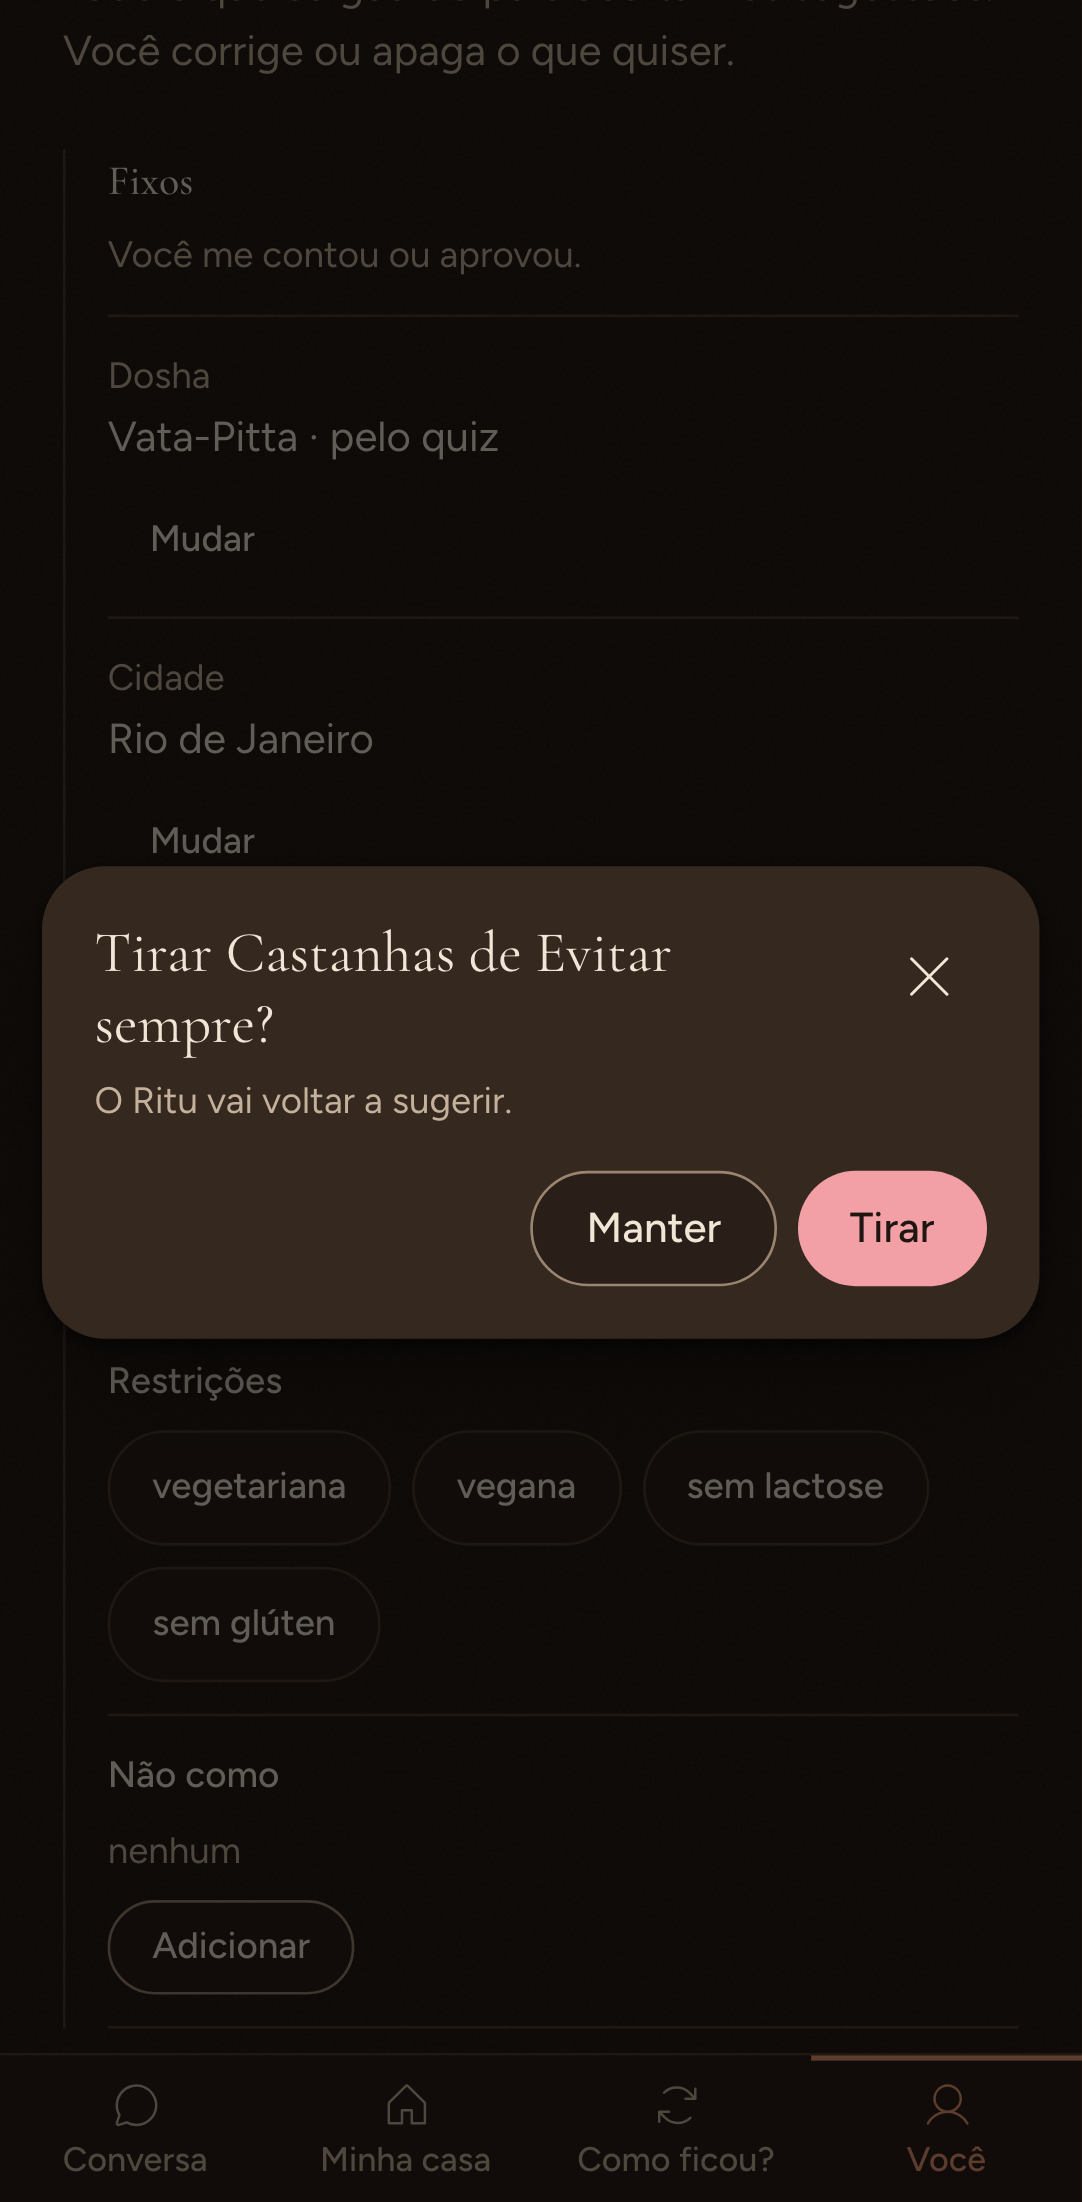 Você corrige ou apaga o que quiser.
Fixos
Você me contou ou aprovou.
Dosha
Vata-Pitta · pelo quiz
Mudar
Cidade
Rio de Janeiro
Mudar
Tirar Castanhas de Evitar
sempre?
O Ritu vai voltar a sugerir.
Manter
Tirar
Restrições
vegetariana
vegana
sem lactose
sem glúten
Não como
nenhum
Adicionar
Conversa
Minha casa
Como ficou?
Você